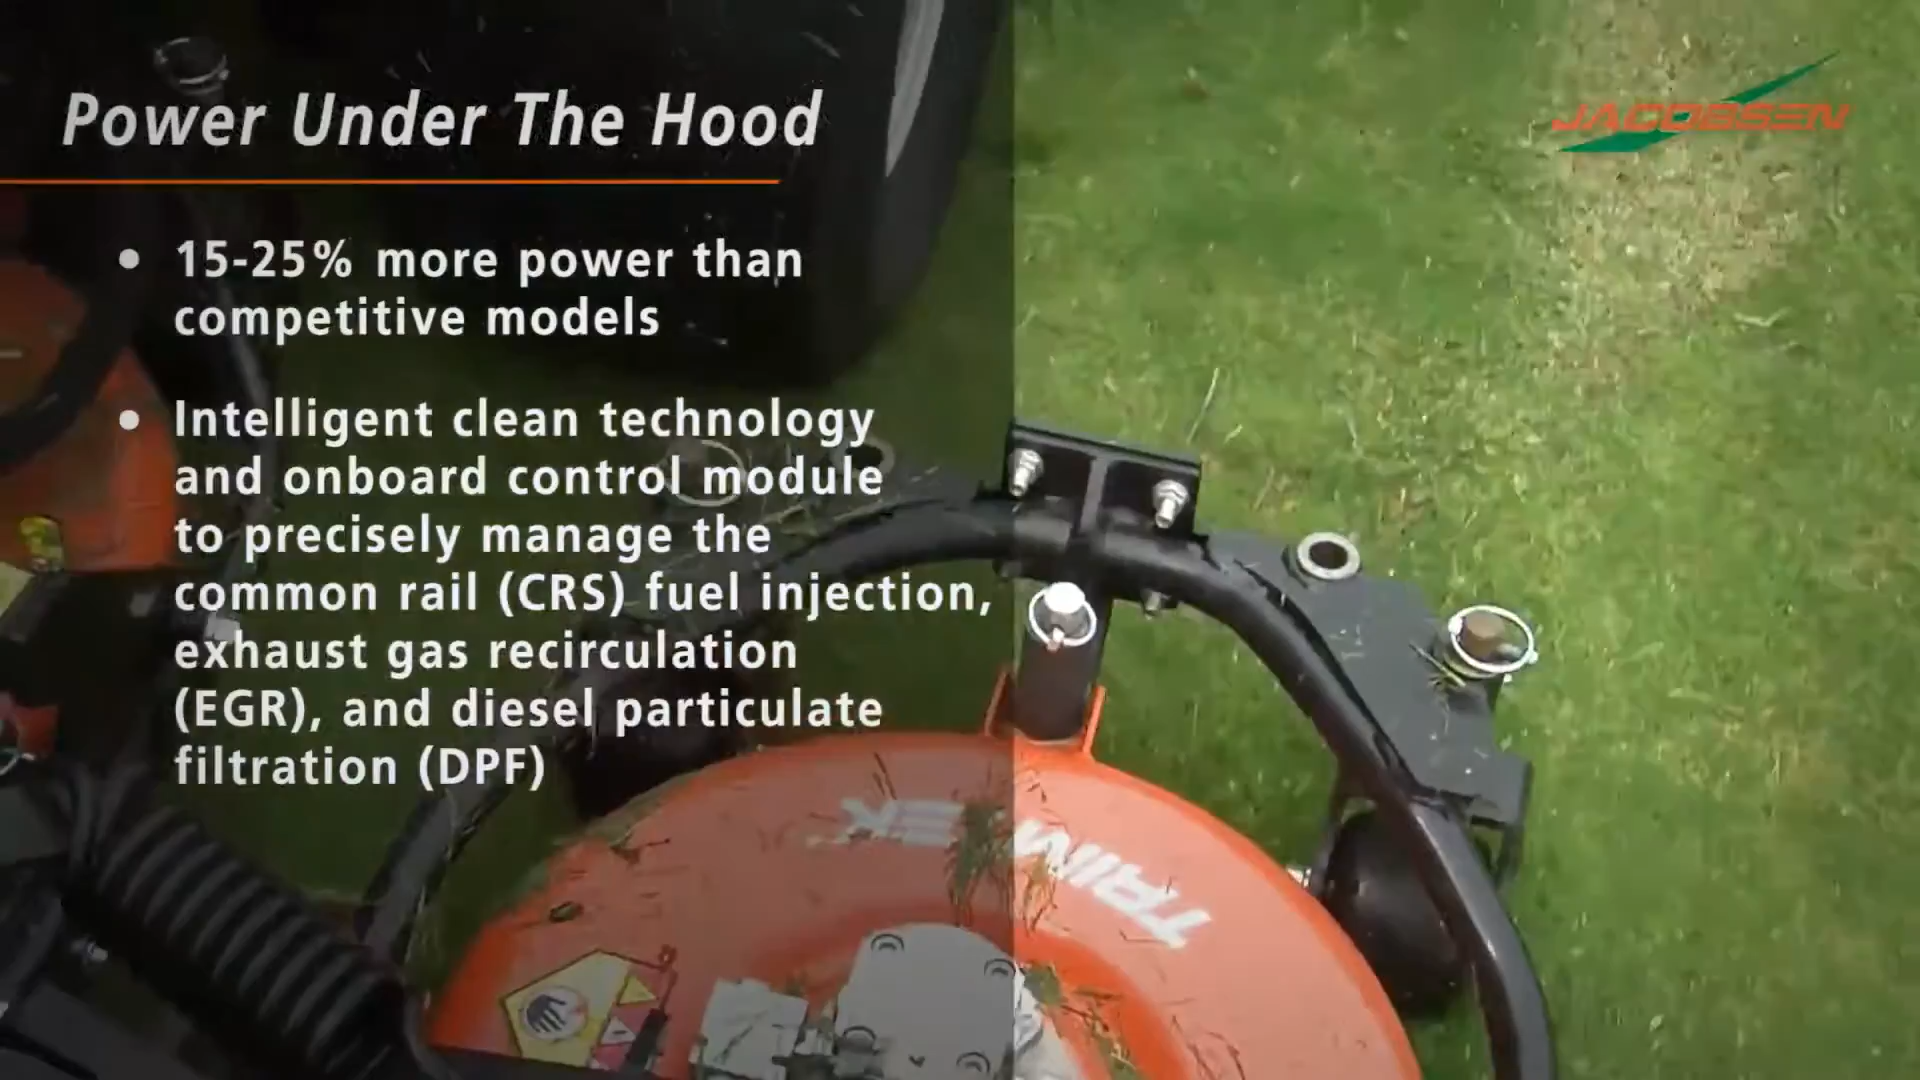 Power Under The Hood
JACOBSEN
• 15-25% more power than
competitive models
• Intelligent clean technology
and onboard control module
to precisely manage the
common rail (CRS) fuel injection,
exhaust gas recirculation
(EGR), and diesel particulate
filtration (DPF)
TRIMTEK